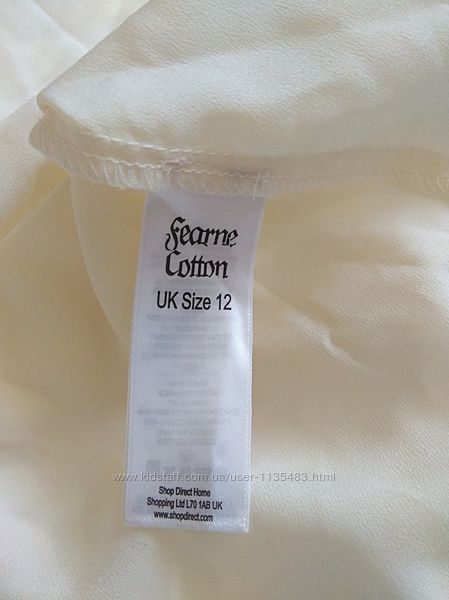 Fearne
Cotton
UK Size 12
www.kidstaff.com.ua/user-1135483.html
Shop Direct Home
Shopping Ltd L70 1AB UK
www.shopdirect.com